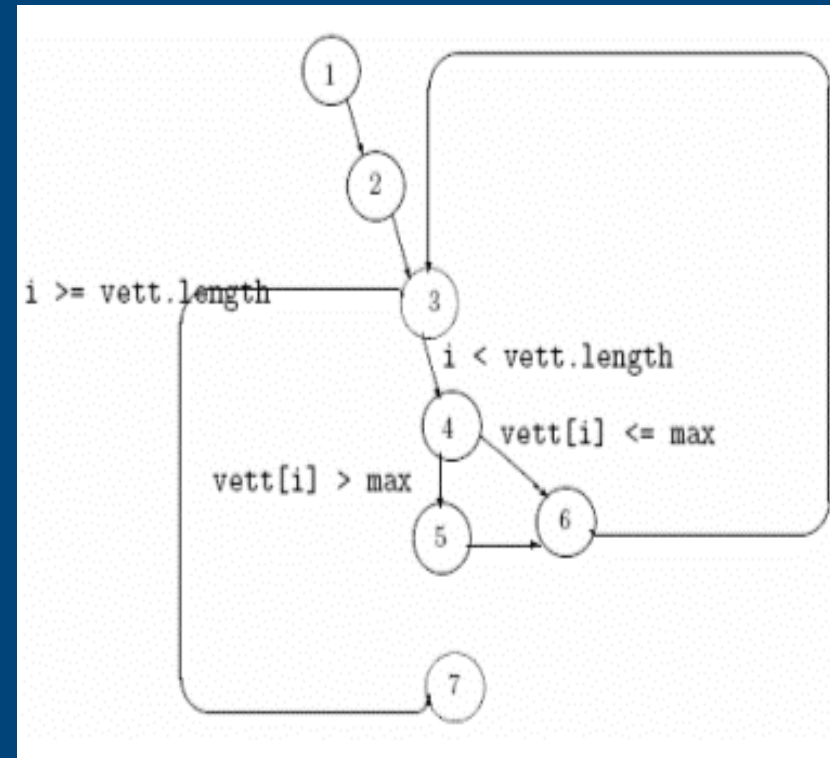 1
2
i >= vett.length
3
i < vett.length
4
vett[i] <= max
vett[i] > max
6
5
7